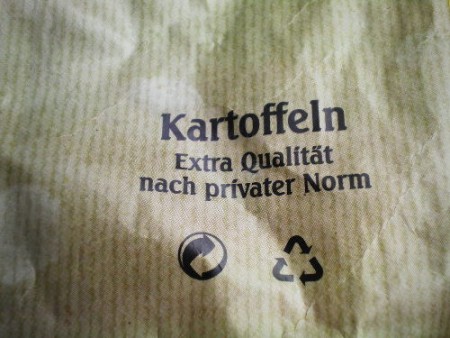 Kartoffeln
Extra Qualität
nach privater Norm